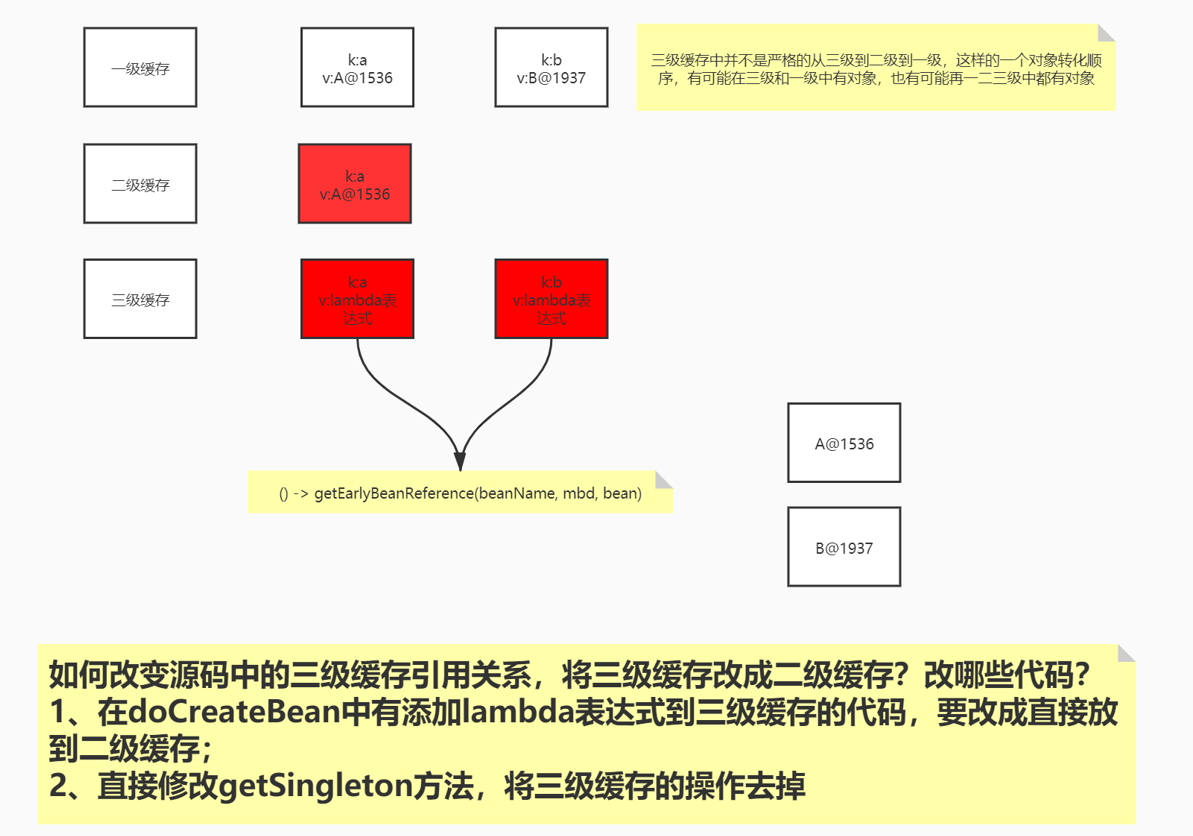 一级缓存
k:a
v:A@1536
k:b
v:B@1937
三级缓存中并不是严格的从三级到二级到一级，这样的一个对象转化顺
序，有可能在三级和一级中有对象，也有可能再一二三级中都有对象
二级缓存
k:a
v:A@1536
三级缓存
k:a
v:lambda表
达式
k:b
v:lambda表
达式
() -> getEarlyBeanReference(beanName, mbd, bean)
A@1536
B@1937
如何改变源码中的三级缓存引用关系，将三级缓存改成二级缓存？改哪些代码？
1、在doCreateBean中有添加lambda表达式到三级缓存的代码，要改成直接放
到二级缓存；
2、直接修改getSingleton方法，将三级缓存的操作去掉